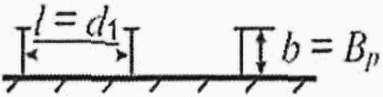 l = d₁
b = Bₚ